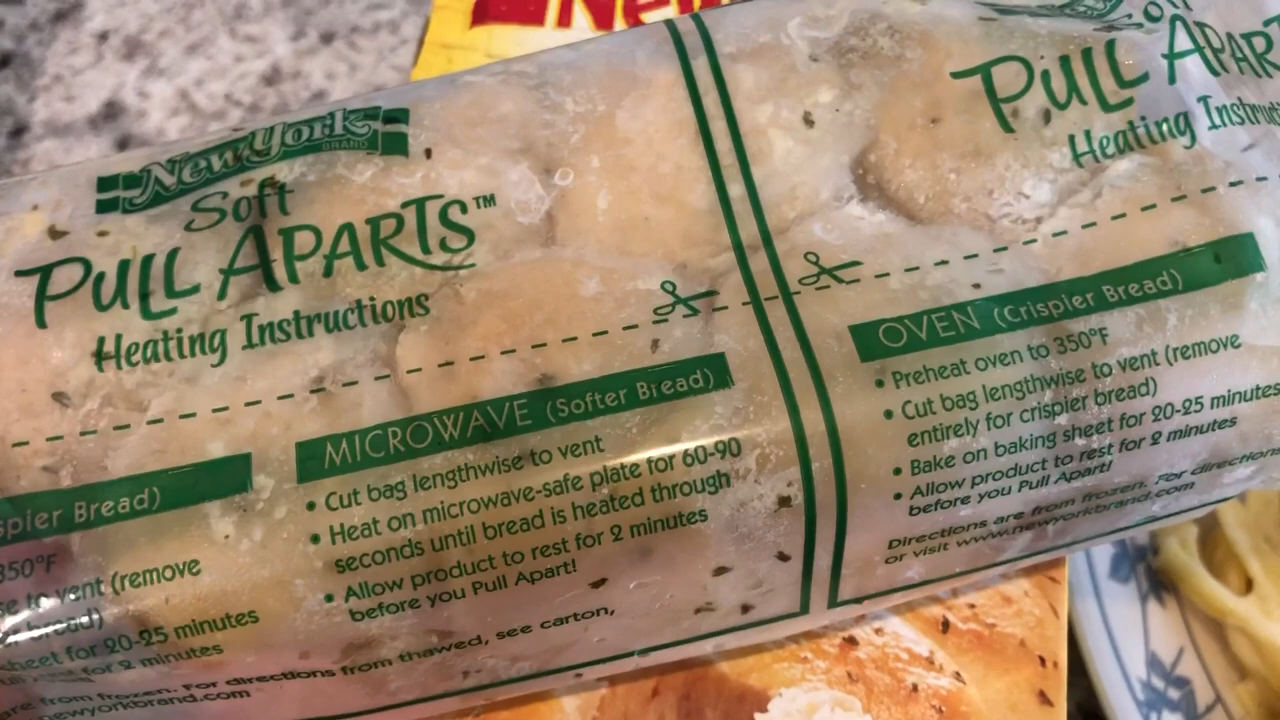 New
New York
BRAND
Soft
PULL APARTS™
Heating Instructions
spier Bread)
350°F
to vent (remove
bread)
sheet for 20-25 minutes
for 2 minutes
are from frozen. For directions from thawed, see carton,
newyorkbrand.com
MICROWAVE (Softer Bread)
• Cut bag lengthwise to vent
• Heat on microwave-safe plate for 60-90
seconds until bread is heated through
• Allow product to rest for 2 minutes
before you Pull Apart!
Soft
PULL APART
Heating Instructi
OVEN (Crispier Bread)
• Preheat oven to 350°F
• Cut bag lengthwise to vent (remove
entirely for crispier bread)
• Bake on baking sheet for 20-25 minutes
• Allow product to rest for 2 minutes
before you Pull Apart!
Directions are from frozen. For directions
or visit www.newyorkbrand.com